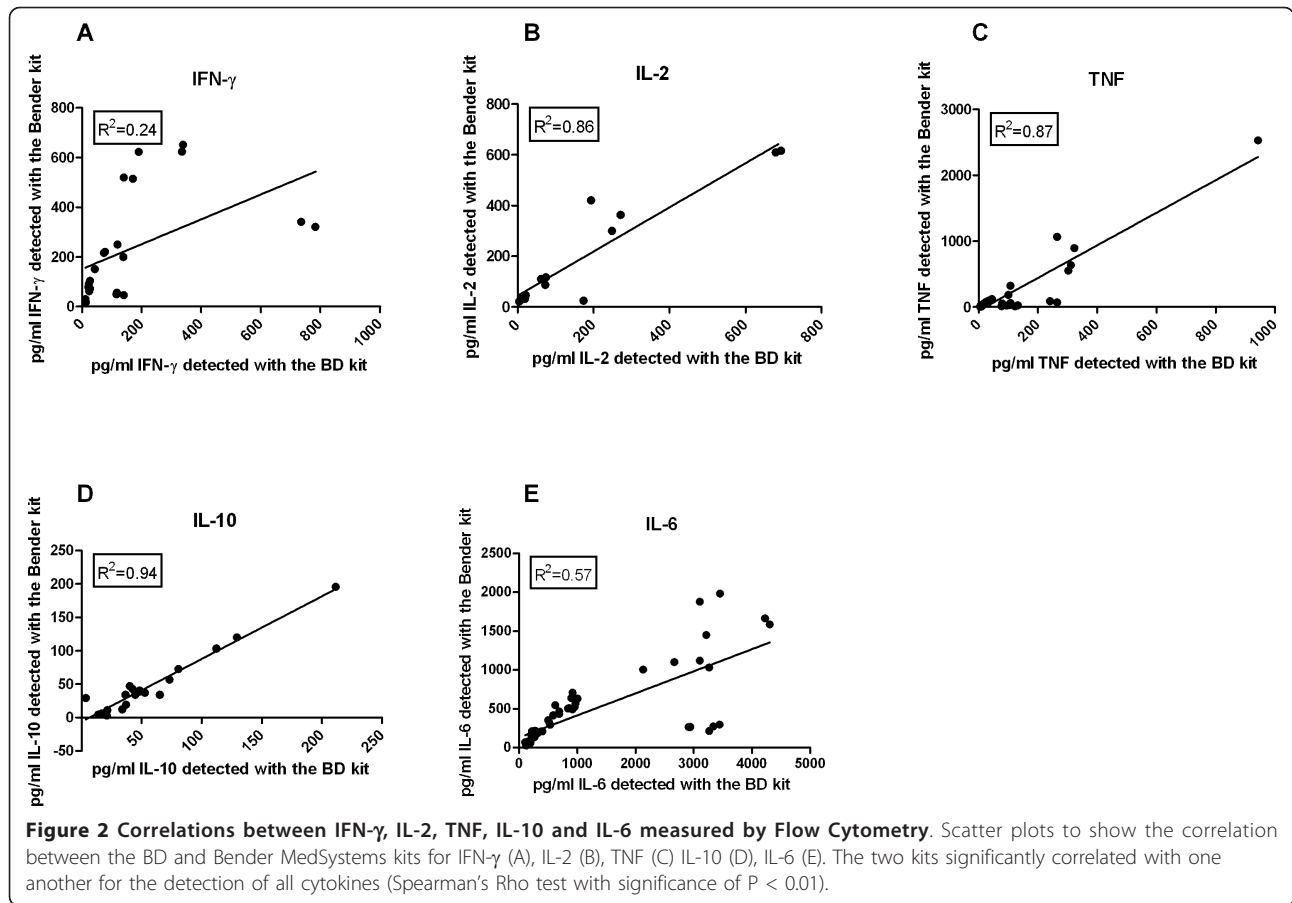 A
IFN-γ
R²=0.24
pg/ml IFN-γ detected with the Bender kit
800
600
400
200
0
0
200
400
600
800
1000
pg/ml IFN-γ detected with the BD kit
B
IL-2
R²=0.86
pg/ml IL-2 detected with the Bender kit
800
600
400
200
0
0
200
400
600
800
pg/ml IL-2 detected with the BD kit
C
TNF
R²=0.87
pg/ml TNF detected with the Bender kit
3000
2000
1000
0
0
200
400
600
800
1000
pg/ml TNF detected with the BD kit
D
IL-10
R²=0.94
pg/ml IL-10 detected with the Bender kit
250
200
150
100
50
0
-50
50
100
150
200
250
pg/ml IL-10 detected with the BD kit
E
IL-6
R²=0.57
pg/ml IL-6 detected with the Bender kit
2500
2000
1500
1000
500
0
0
1000
2000
3000
4000
5000
pg/ml IL-6 detected with the BD kit
Figure 2 Correlations between IFN-γ, IL-2, TNF, IL-10 and IL-6 measured by Flow Cytometry. Scatter plots to show the correlation
between the BD and Bender MedSystems kits for IFN-γ (A), IL-2 (B), TNF (C) IL-10 (D), IL-6 (E). The two kits significantly correlated with one
another for the detection of all cytokines (Spearman's Rho test with significance of P < 0.01).